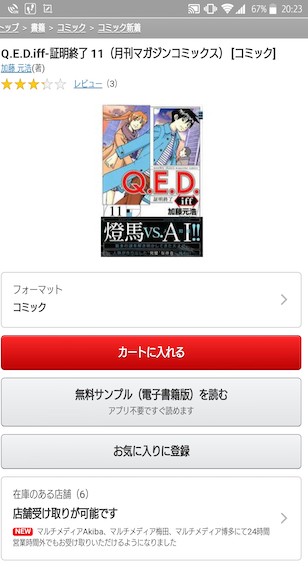 67% 20:23
トップ > 書籍 > コミック > コミック新着
Q.E.D.iff-証明終了 11（月刊マガジンコミックス） [コミック]
加藤 元浩(著)
レビュー（3）
Q.E.D.
iff
証明終了
11
加藤元浩
燈馬VS.AI!!
フォーマット
コミック
カートに入れる
無料サンプル（電子書籍版）を読む
アプリ不要ですぐ読めます
お気に入りに登録
在庫のある店舗（6）
店舗受け取りが可能です
NEW マルチメディアAkiba、マルチメディア梅田、マルチメディア博多にて24時間
営業時間外でもお受け取りいただけるようになりました